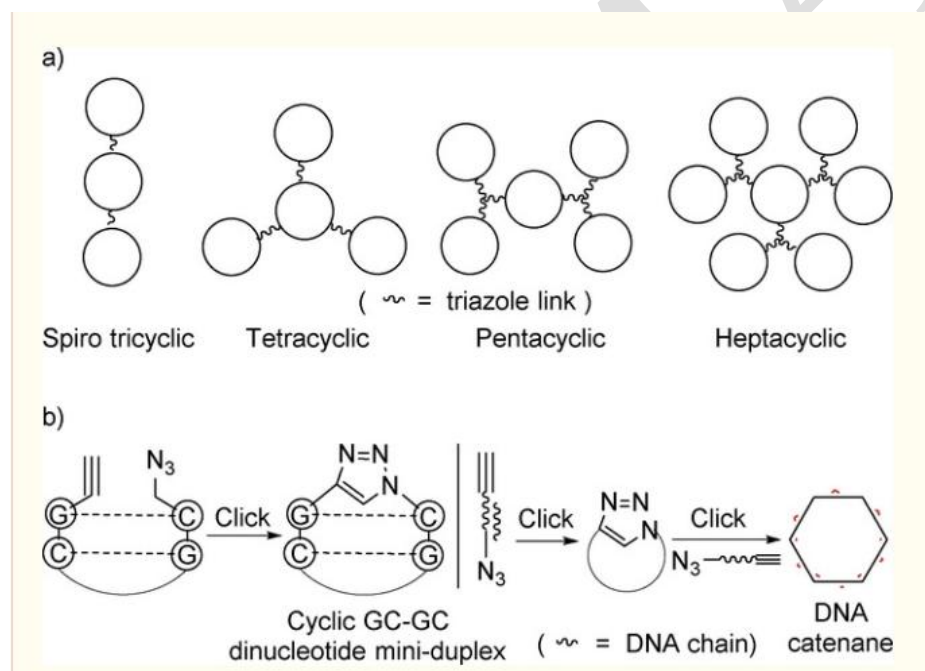 a)
( ~ = triazole link )
Spiro tricyclic Tetracyclic Pentacyclic Heptacyclic
b)
N3 N=N N
G C Click G C Click N=N N Click
C G C G N3 N3
Cyclic GC-GC
dinucleotide mini-duplex
( ~ = DNA chain)
DNA
catenane